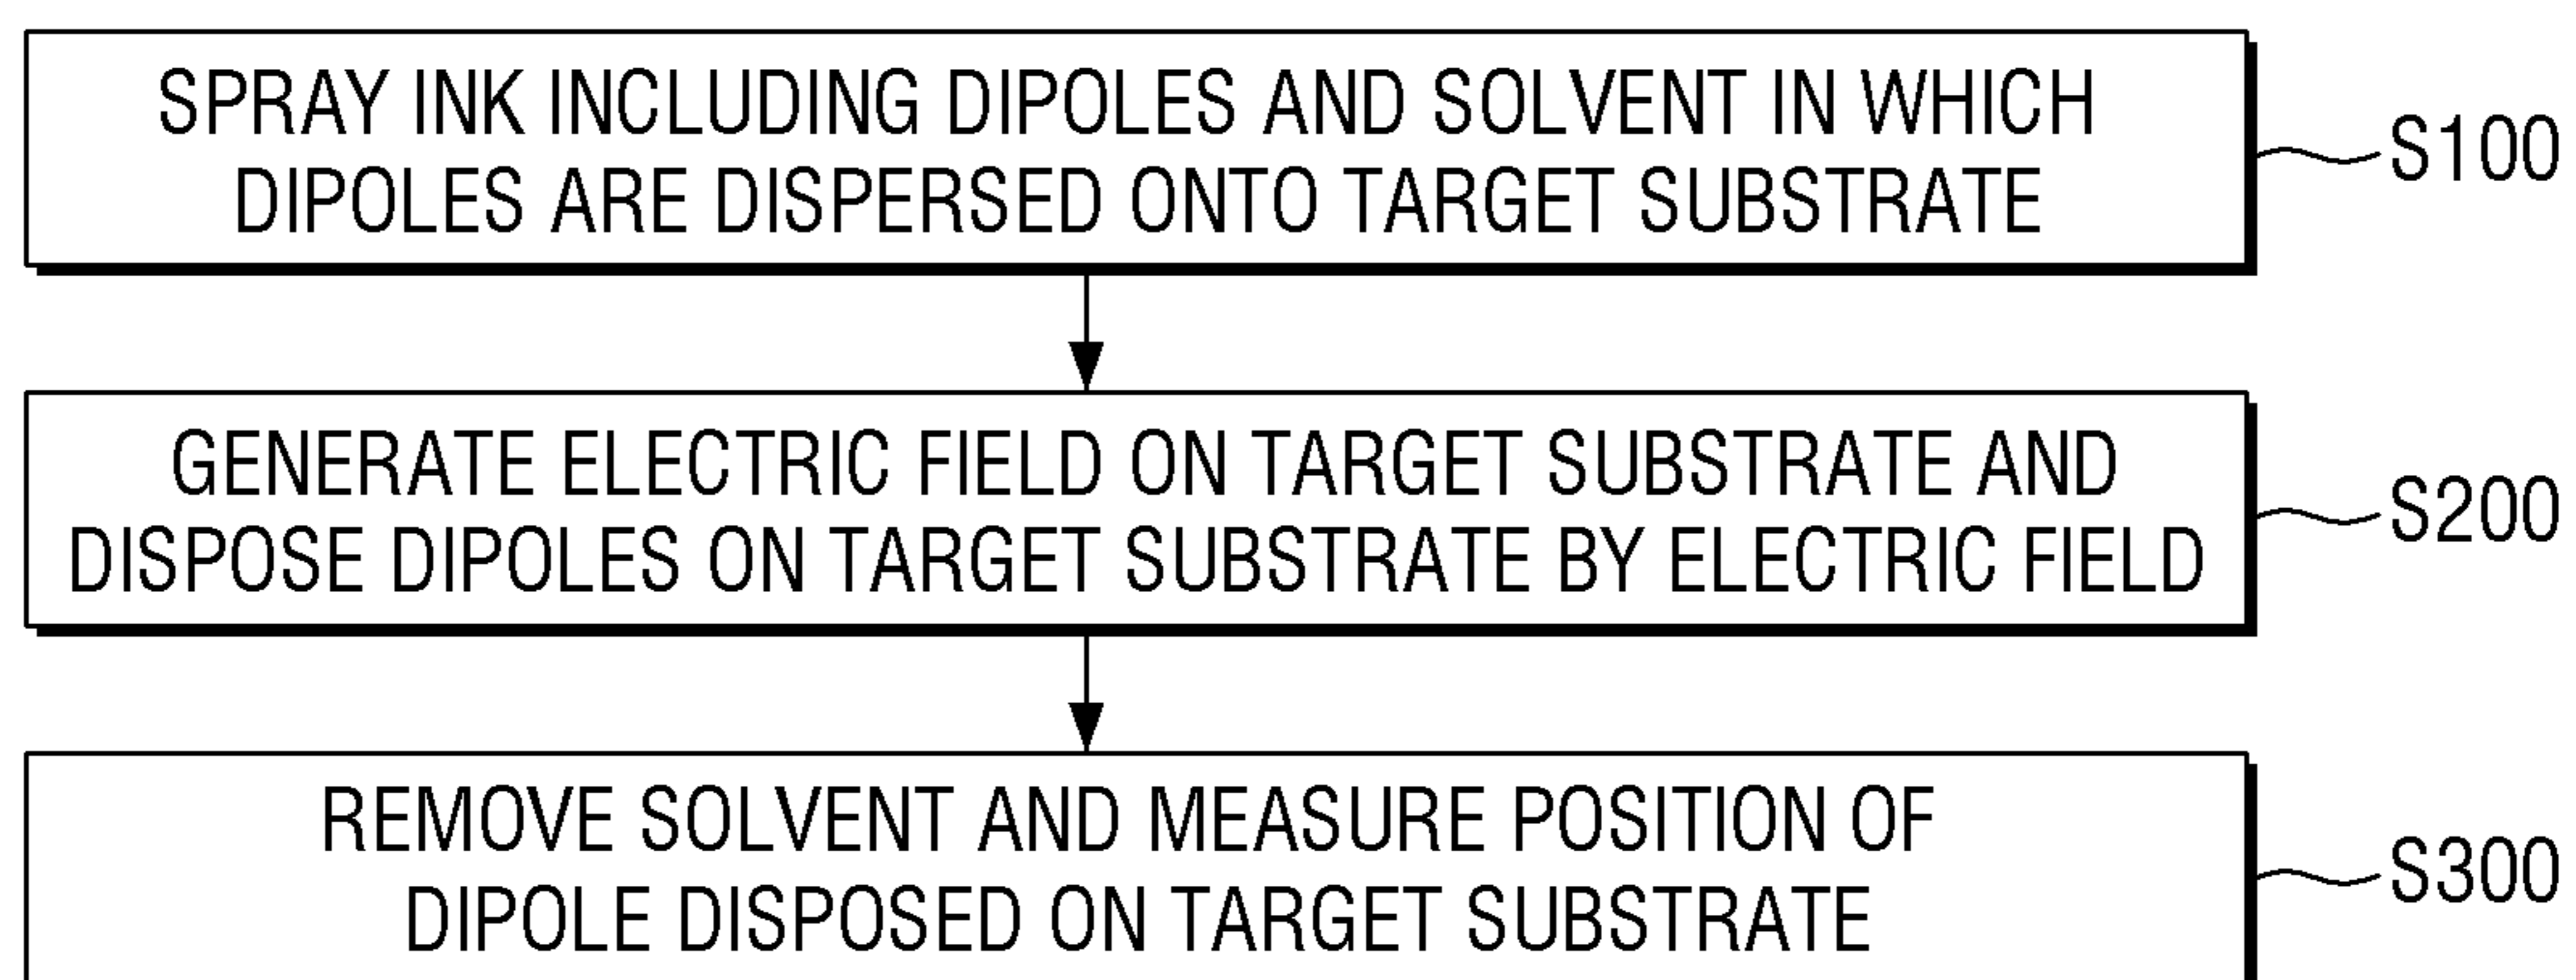 SPRAY INK INCLUDING DIPOLES AND SOLVENT IN WHICH
DIPOLES ARE DISPERSED ONTO TARGET SUBSTRATE
S100
GENERATE ELECTRIC FIELD ON TARGET SUBSTRATE AND
DISPOSE DIPOLES ON TARGET SUBSTRATE BY ELECTRIC FIELD
S200
REMOVE SOLVENT AND MEASURE POSITION OF
DIPOLE DISPOSED ON TARGET SUBSTRATE
S300